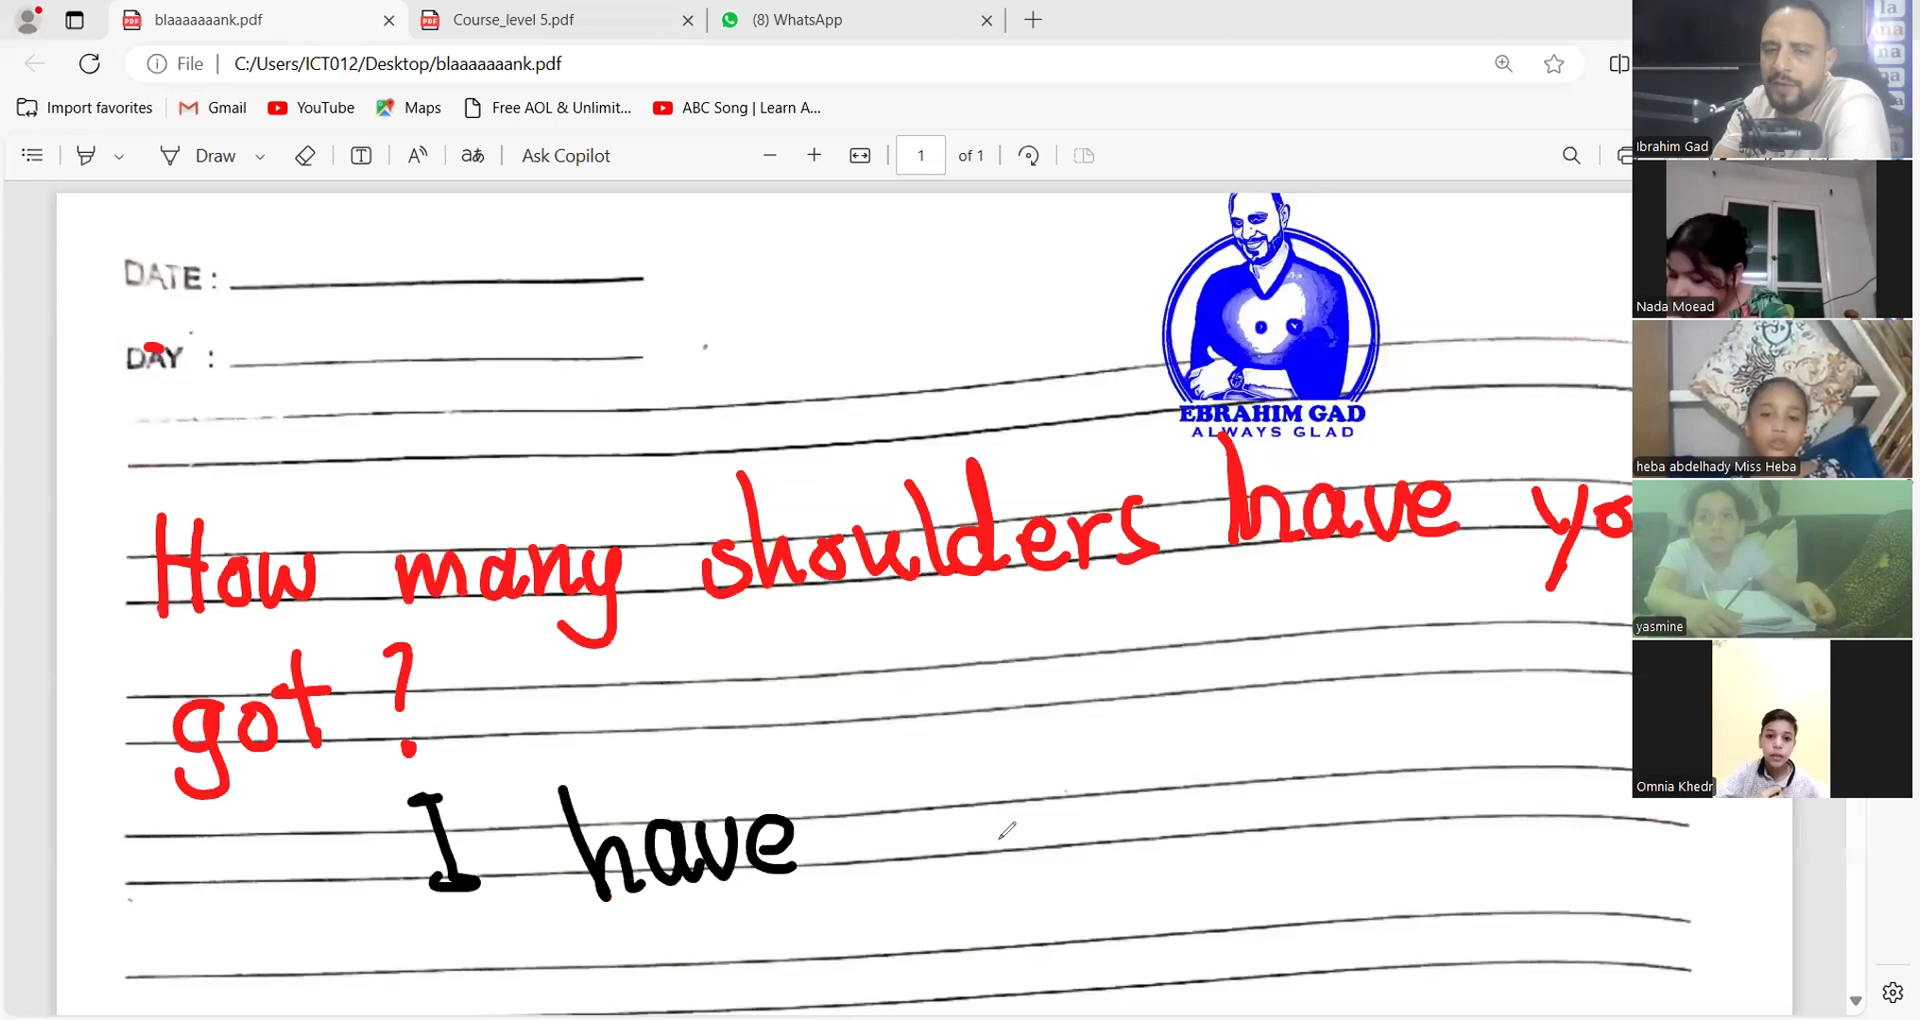 blaaaaaaank.pdf
Course_level 5.pdf
(8) WhatsApp
File
C:/Users/ICT012/Desktop/blaaaaaaank.pdf
Import favorites
Gmail
YouTube
Maps
Free AOL & Unlimit...
ABC Song | Learn A...
Draw
Ask Copilot
1
of 1
DATE :
DAY :
EBRAHIM GAD
ALWAYS GLAD
How many shoulders have yo
got ?
I have
Ibrahim Gad
Nada Moead
heba abdelhady Miss Heba
yasmine
Omnia Khedr